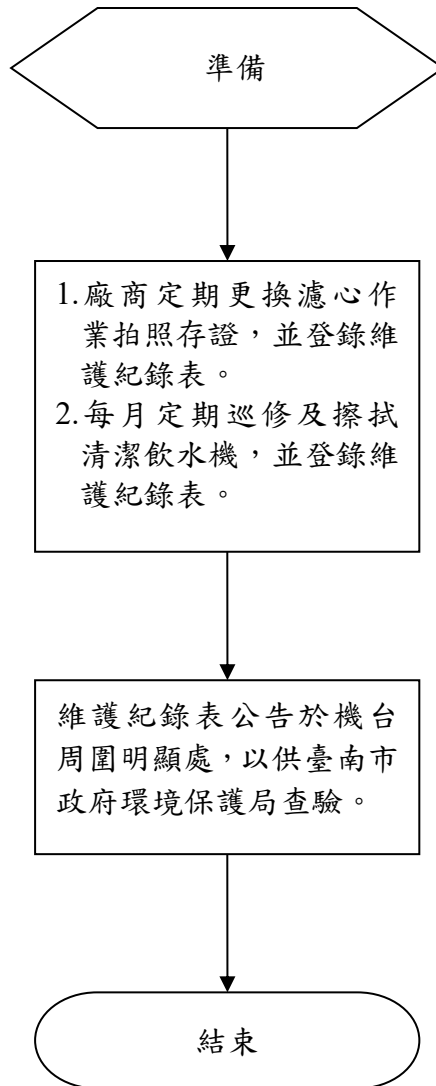 準備
1.廠商定期更換濾心作
業拍照存證，並登錄維
護紀錄表。
2.每月定期巡修及擦拭
清潔飲水機，並登錄維
護紀錄表。
維護紀錄表公告於機台
周圍明顯處，以供臺南市
政府環境保護局查驗。
結束